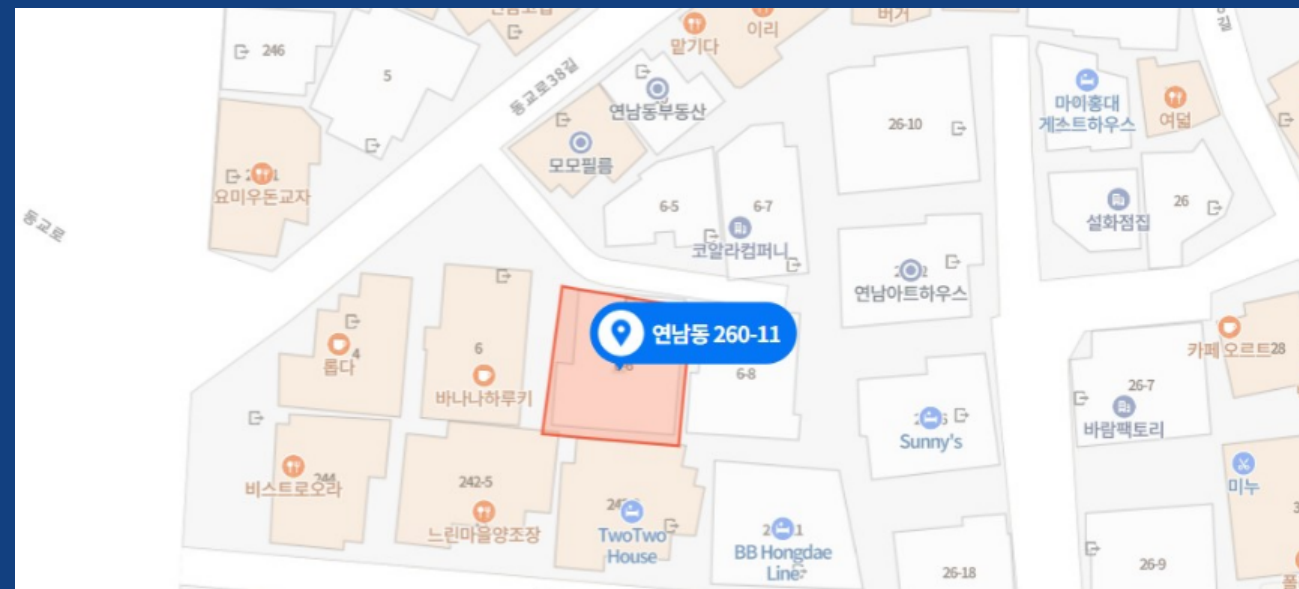 246
5
동교로38길
맡기다
이리
버거
연남동부동산
모모필름
요미우돈교자
동교로
6-5
6-7
코알라컴퍼니
26-10
마이홍대
게스트하우스
여덟
설화점집
26
연남아트하우스
연남동 260-11
4
롭다
6
바나나하루키
6-8
카페 오르트
28
26-7
바람팩토리
Sunny's
비스트로오라
244
242-5
느린마을양조장
TwoTwo
House
BB Hongdae
Line
미누
26-18
26-9